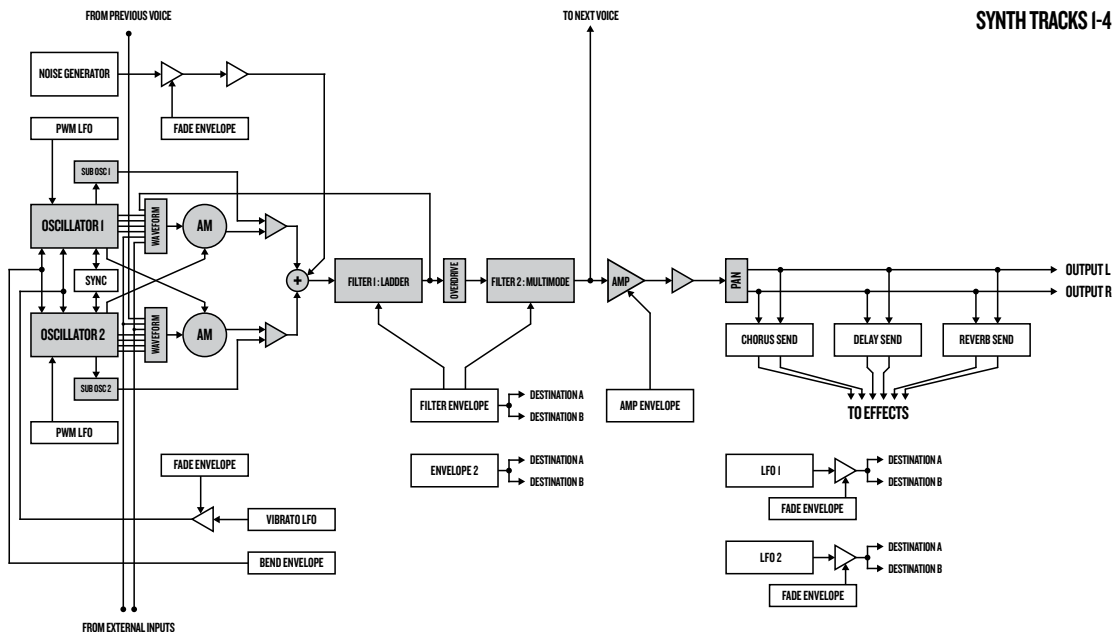 FROM PREVIOUS VOICE
TO NEXT VOICE
SYNTH TRACKS 1-4
NOISE GENERATOR
FADE ENVELOPE
PWM LFO
SUB OSC 1
OSCILLATOR 1
WAVEFORM
AM
SYNC
+
FILTER 1 : LADDER
OVERDRIVE
FILTER 2 : MULTIMODE
AMP
PAN
OUTPUT L
OUTPUT R
OSCILLATOR 2
WAVEFORM
AM
SUB OSC 2
PWM LFO
CHORUS SEND
DELAY SEND
REVERB SEND
TO EFFECTS
FILTER ENVELOPE
DESTINATION A
DESTINATION B
AMP ENVELOPE
ENVELOPE 2
DESTINATION A
DESTINATION B
FADE ENVELOPE
VIBRATO LFO
BEND ENVELOPE
LFO 1
DESTINATION A
DESTINATION B
FADE ENVELOPE
LFO 2
DESTINATION A
DESTINATION B
FADE ENVELOPE
FROM EXTERNAL INPUTS